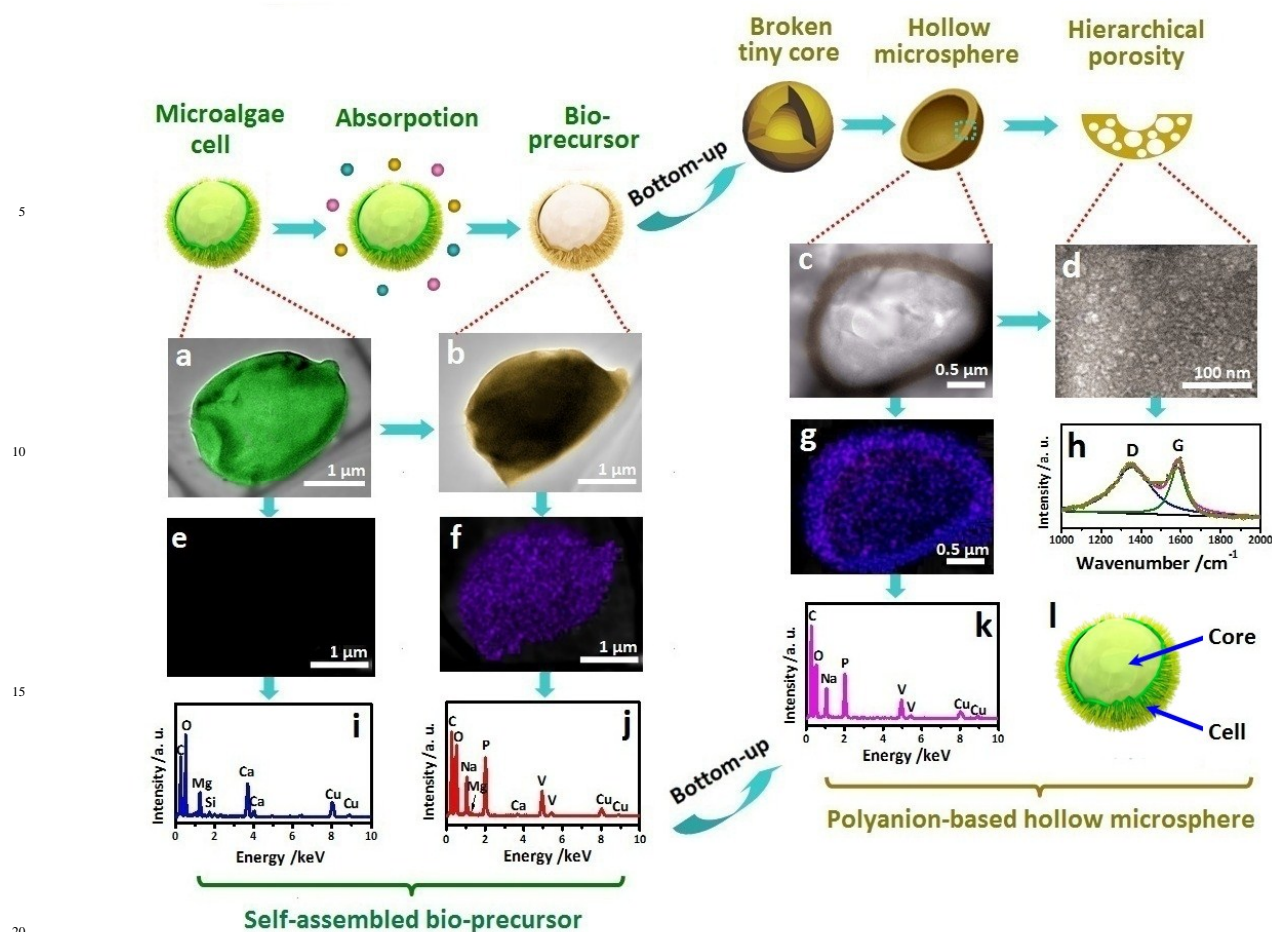 Broken
tiny core
Hollow
microsphere
Hierarchical
porosity
Microalgae
cell
Absorpotion
Bio-
precursor
Bottom-up
5
c
0.5 μm
d
100 nm
a
1 μm
b
1 μm
10
g
0.5 μm
h
D
G
Intensity /a. u.
1000 1200 1400 1600 1800 2000
Wavenumber /cm-1
e
1 μm
f
1 μm
15
k
C
O
Na
P
V
V
Cu
Cu
Intensity /a. u.
0 2 4 6 8 10
Energy /keV
l
Core
Cell
i
C
O
Mg
Si
Ca
Ca
Cu
Cu
Intensity /a. u.
0 2 4 6 8 10
Energy /keV
j
C
O
Na
Mg
P
Ca
V
V
Cu
Cu
Intensity /a. u.
0 2 4 6 8 10
Energy /keV
Bottom-up
Polyanion-based hollow microsphere
Self-assembled bio-precursor
20